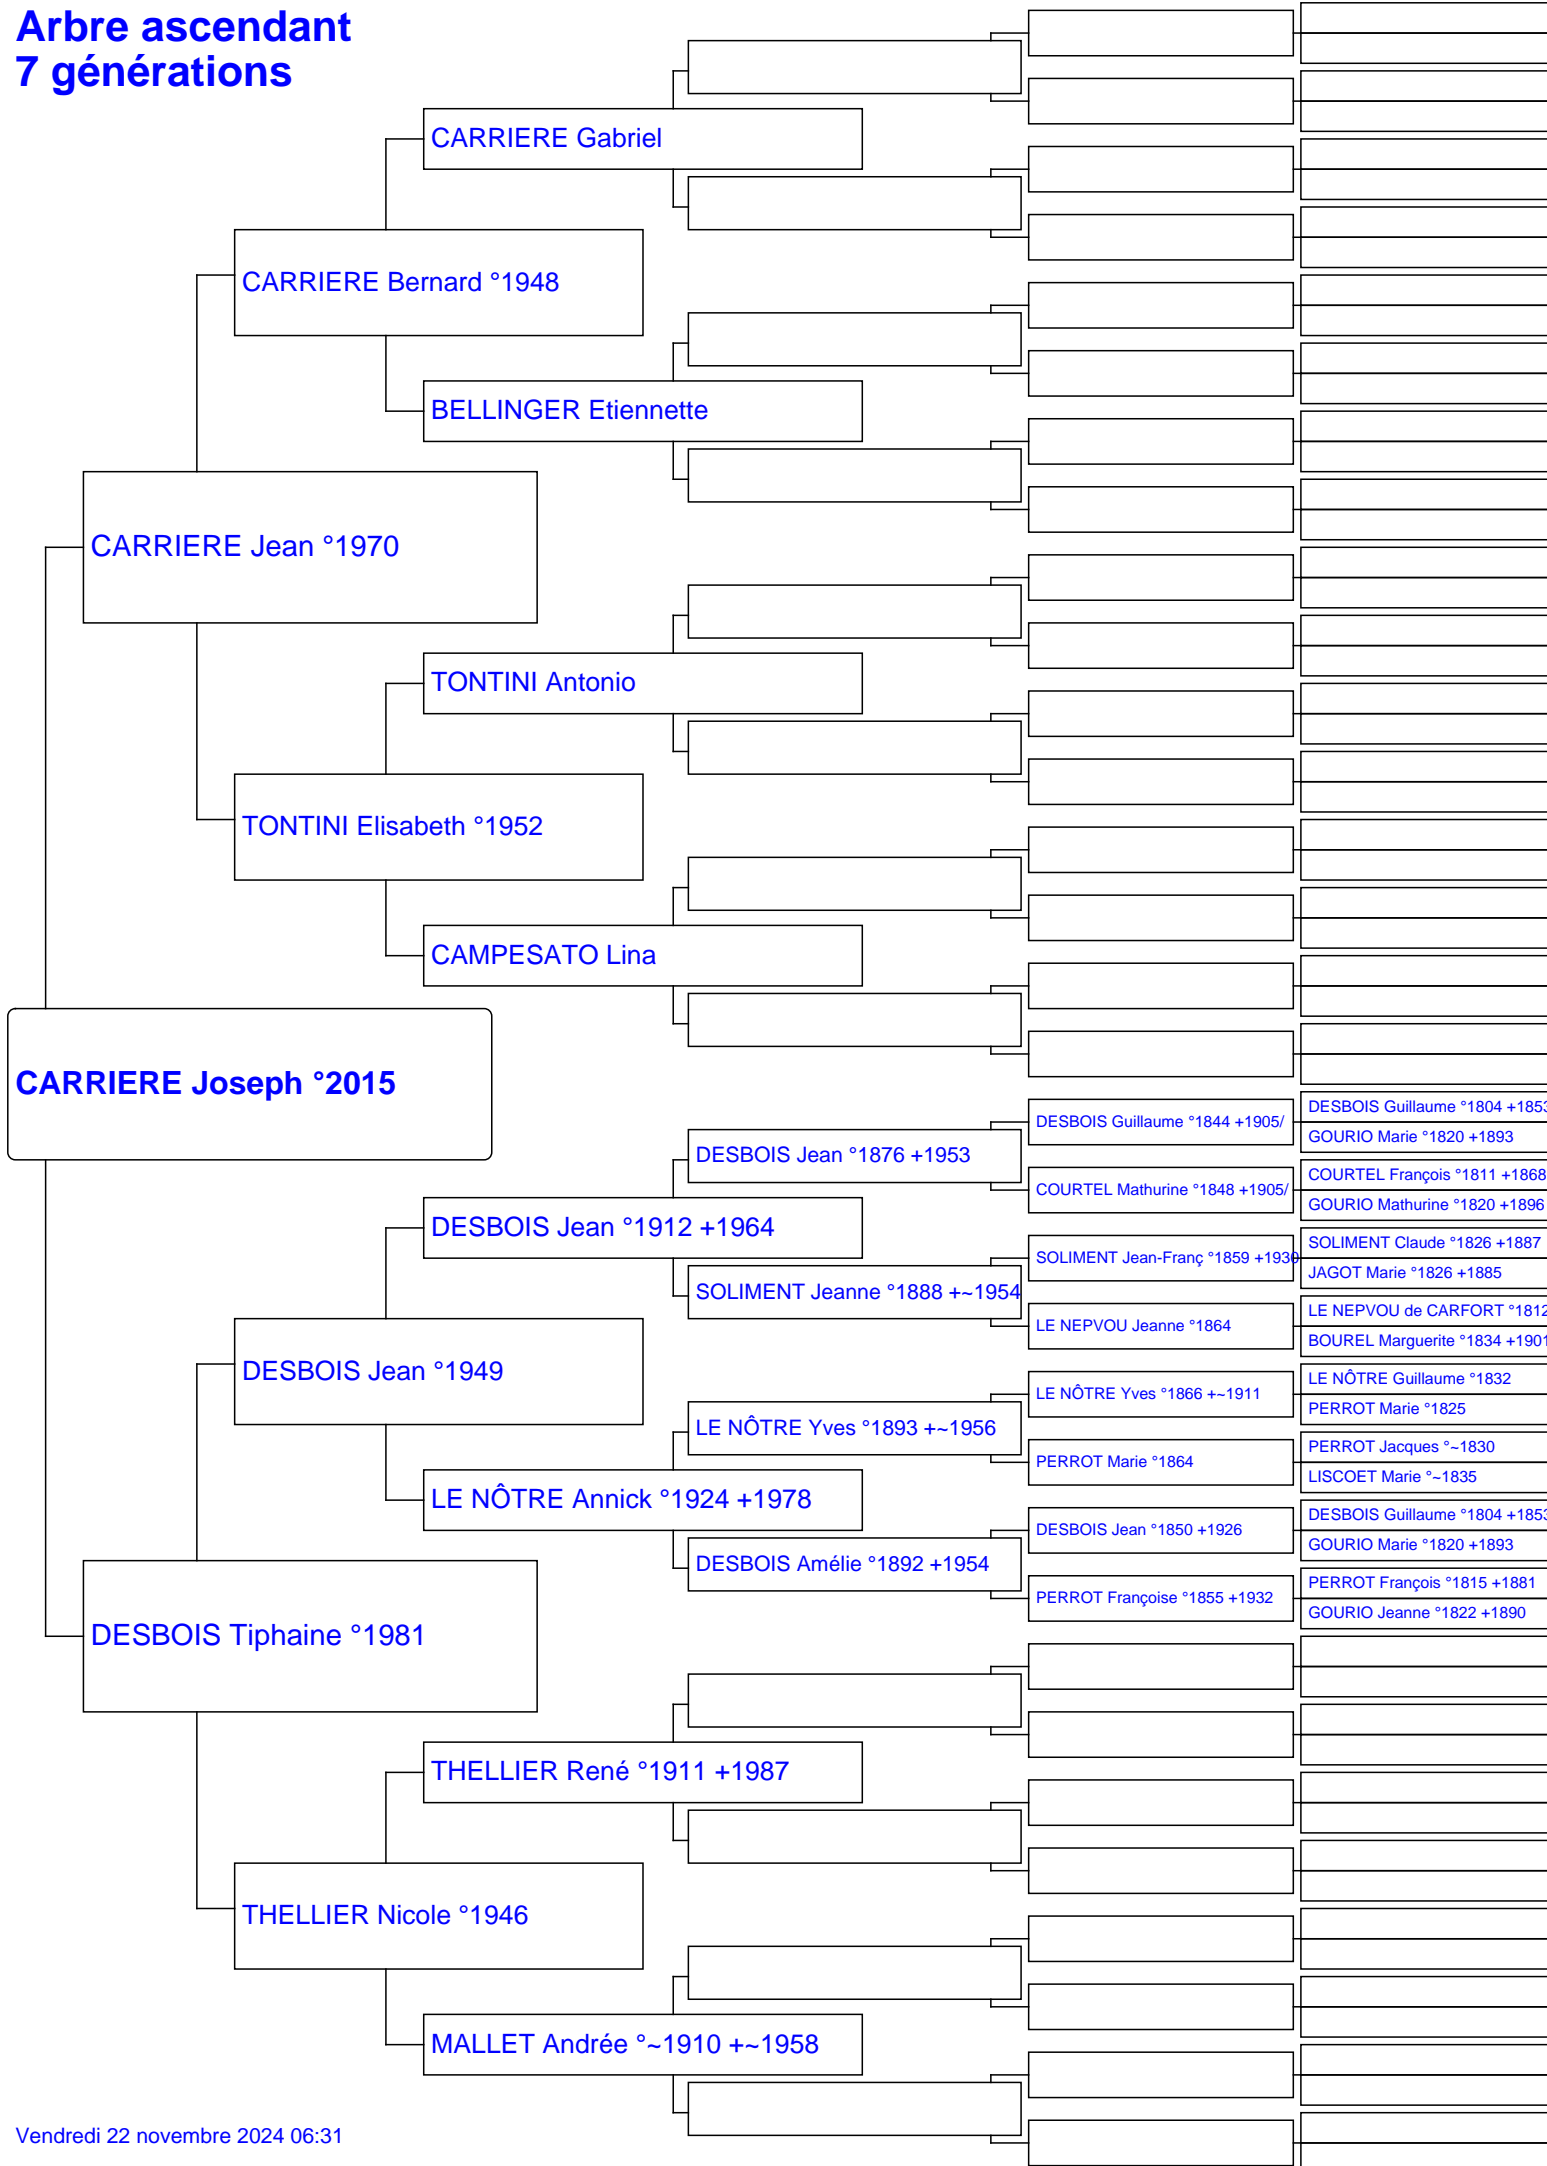 Arbre ascendant
7 générations
CARRIERE Gabriel
CARRIERE Bernard °1948
BELLINGER Etiennette
CARRIERE Jean °1970
TONTINI Antonio
TONTINI Elisabeth °1952
CAMPESATO Lina
CARRIERE Joseph °2015
DESBOIS Guillaume °1804 +1853
DESBOIS Guillaume °1844 +1905/
GOURIO Marie °1820 +1893
DESBOIS Jean °1876 +1953
COURTEL François °1811 +1868
COURTEL Mathurine °1848 +1905/
GOURIO Mathurine °1820 +1896
DESBOIS Jean °1912 +1964
SOLIMENT Claude °1826 +1887
SOLIMENT Jean-Franç °1859 +1930
JAGOT Marie °1826 +1885
SOLIMENT Jeanne °1888 +~1954
LE NEPVOU de CARFORT °1812
LE NEPVOU Jeanne °1864
BOUREL Marguerite °1834 +1901
DESBOIS Jean °1949
LE NÔTRE Guillaume °1832
LE NÔTRE Yves °1866 +~1911
PERROT Marie °1825
LE NÔTRE Yves °1893 +~1956
PERROT Jacques °~1830
PERROT Marie °1864
LISCOET Marie °~1835
LE NÔTRE Annick °1924 +1978
DESBOIS Guillaume °1804 +1853
DESBOIS Jean °1850 +1926
GOURIO Marie °1820 +1893
DESBOIS Amélie °1892 +1954
PERROT François °1815 +1881
PERROT Françoise °1855 +1932
GOURIO Jeanne °1822 +1890
DESBOIS Tiphaine °1981
THELLIER René °1911 +1987
THELLIER Nicole °1946
MALLET Andrée °~1910 +~1958
Vendredi 22 novembre 2024 06:31